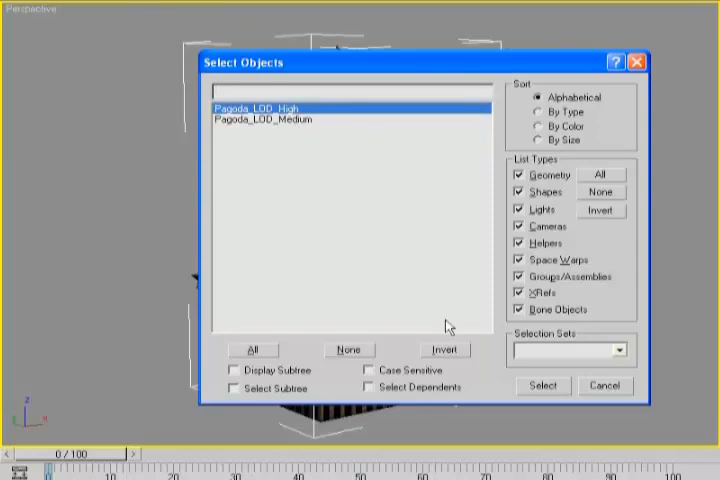 Perspective
Select Objects
Pagoda_LOD_High
Pagoda_LOD_Medium
Sort
Alphabetical
By Type
By Color
By Size
List Types
Geometry
All
Shapes
None
Lights
Invert
Cameras
Helpers
Space Warps
Groups/Assemblies
XRefs
Bone Objects
Selection Sets
All
None
Invert
Display Subtree
Case Sensitive
Select Subtree
Select Dependents
Select
Cancel
z
x
< 0 / 100 >
0 10 20 30 40 50 60 70 80 90 100